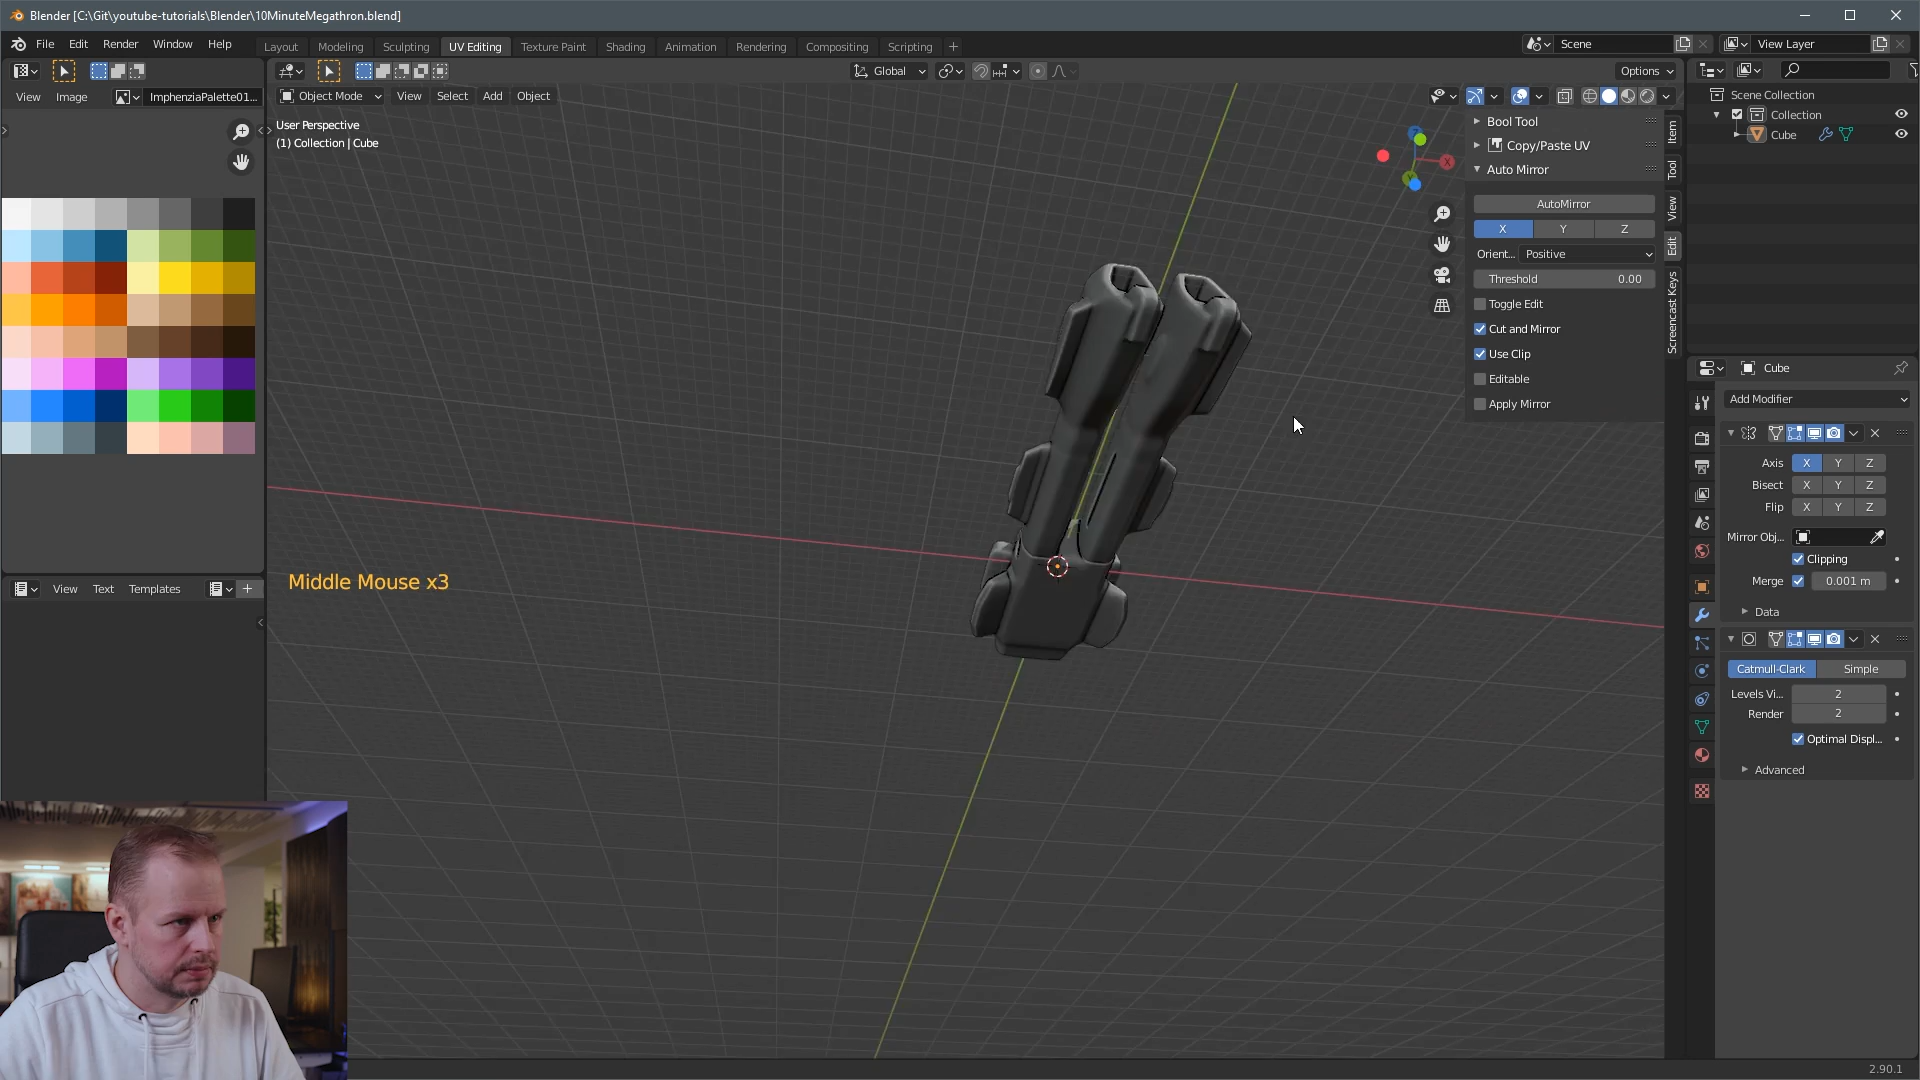 Blender [C:\Git\youtube-tutorials\Blender\10MinuteMegathron.blend]
File Edit Render Window Help
Layout Modeling Sculpting UV Editing Texture Paint Shading Animation Rendering Compositing Scripting +
Scene
View Layer
Global
Options
View Image
ImphenziaPalette01...
Object Mode View Select Add Object
User Perspective
(1) Collection | Cube
Bool Tool
Copy/Paste UV
Auto Mirror
AutoMirror
X Y Z
Orient... Positive
Threshold 0.00
Toggle Edit
Cut and Mirror
Use Clip
Editable
Apply Mirror
Item
Tool
View
Edit
Screencast Keys
X
Y
Scene Collection
Collection
Cube
Cube
Add Modifier
Axis X Y Z
Bisect X Y Z
Flip X Y Z
Mirror Obj...
Clipping
Merge 0.001 m
Data
Catmull-Clark Simple
Levels Vi... 2
Render 2
Optimal Displ...
Advanced
Middle Mouse x3
View Text Templates
2.90.1